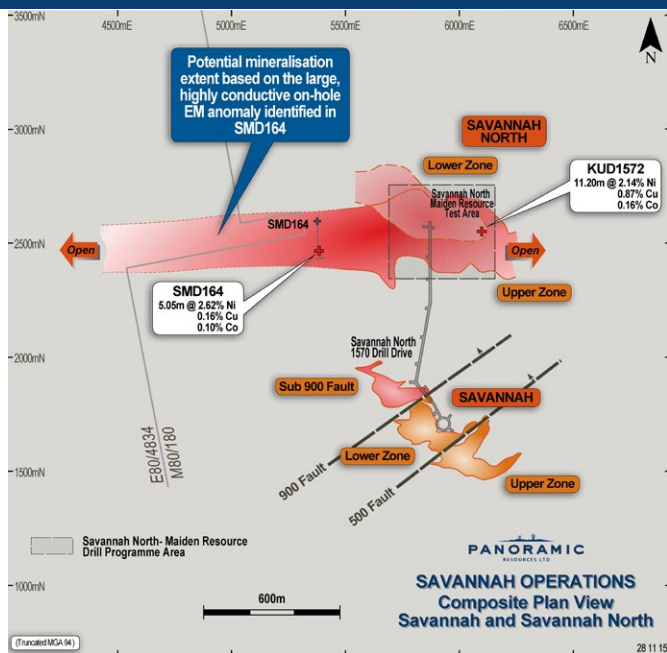 4500mE
5000mE
5500mE
6000mE
6500mE
3500mN
N
Potential mineralisation
extent based on the large,
highly conductive on-hole
EM anomaly identified in
SMD164
3000mN
SAVANNAH
NORTH
Lower Zone
KUD1572
11.20m @ 2.14% Ni
0.87% Cu
0.16% Co
Savannah North
Maiden Resource
Test Area
SMD164
2500mN
Open
Open
SMD164
5.05m @ 2.62% Ni
0.16% Cu
0.10% Co
Upper Zone
2000mN
Savannah North
1570 Drill Drive
Sub 900 Fault
SAVANNAH
E80/4834
M80/180
Lower Zone
1500mN
900 Fault
500 Fault
Upper Zone
Savannah North- Maiden Resource
Drill Programme Area
PANORAMIC
RESOURCES LTD
SAVANNAH OPERATIONS
Composite Plan View
Savannah and Savannah North
1000mN
600m
(Truncated MGA 94)
28 11 15